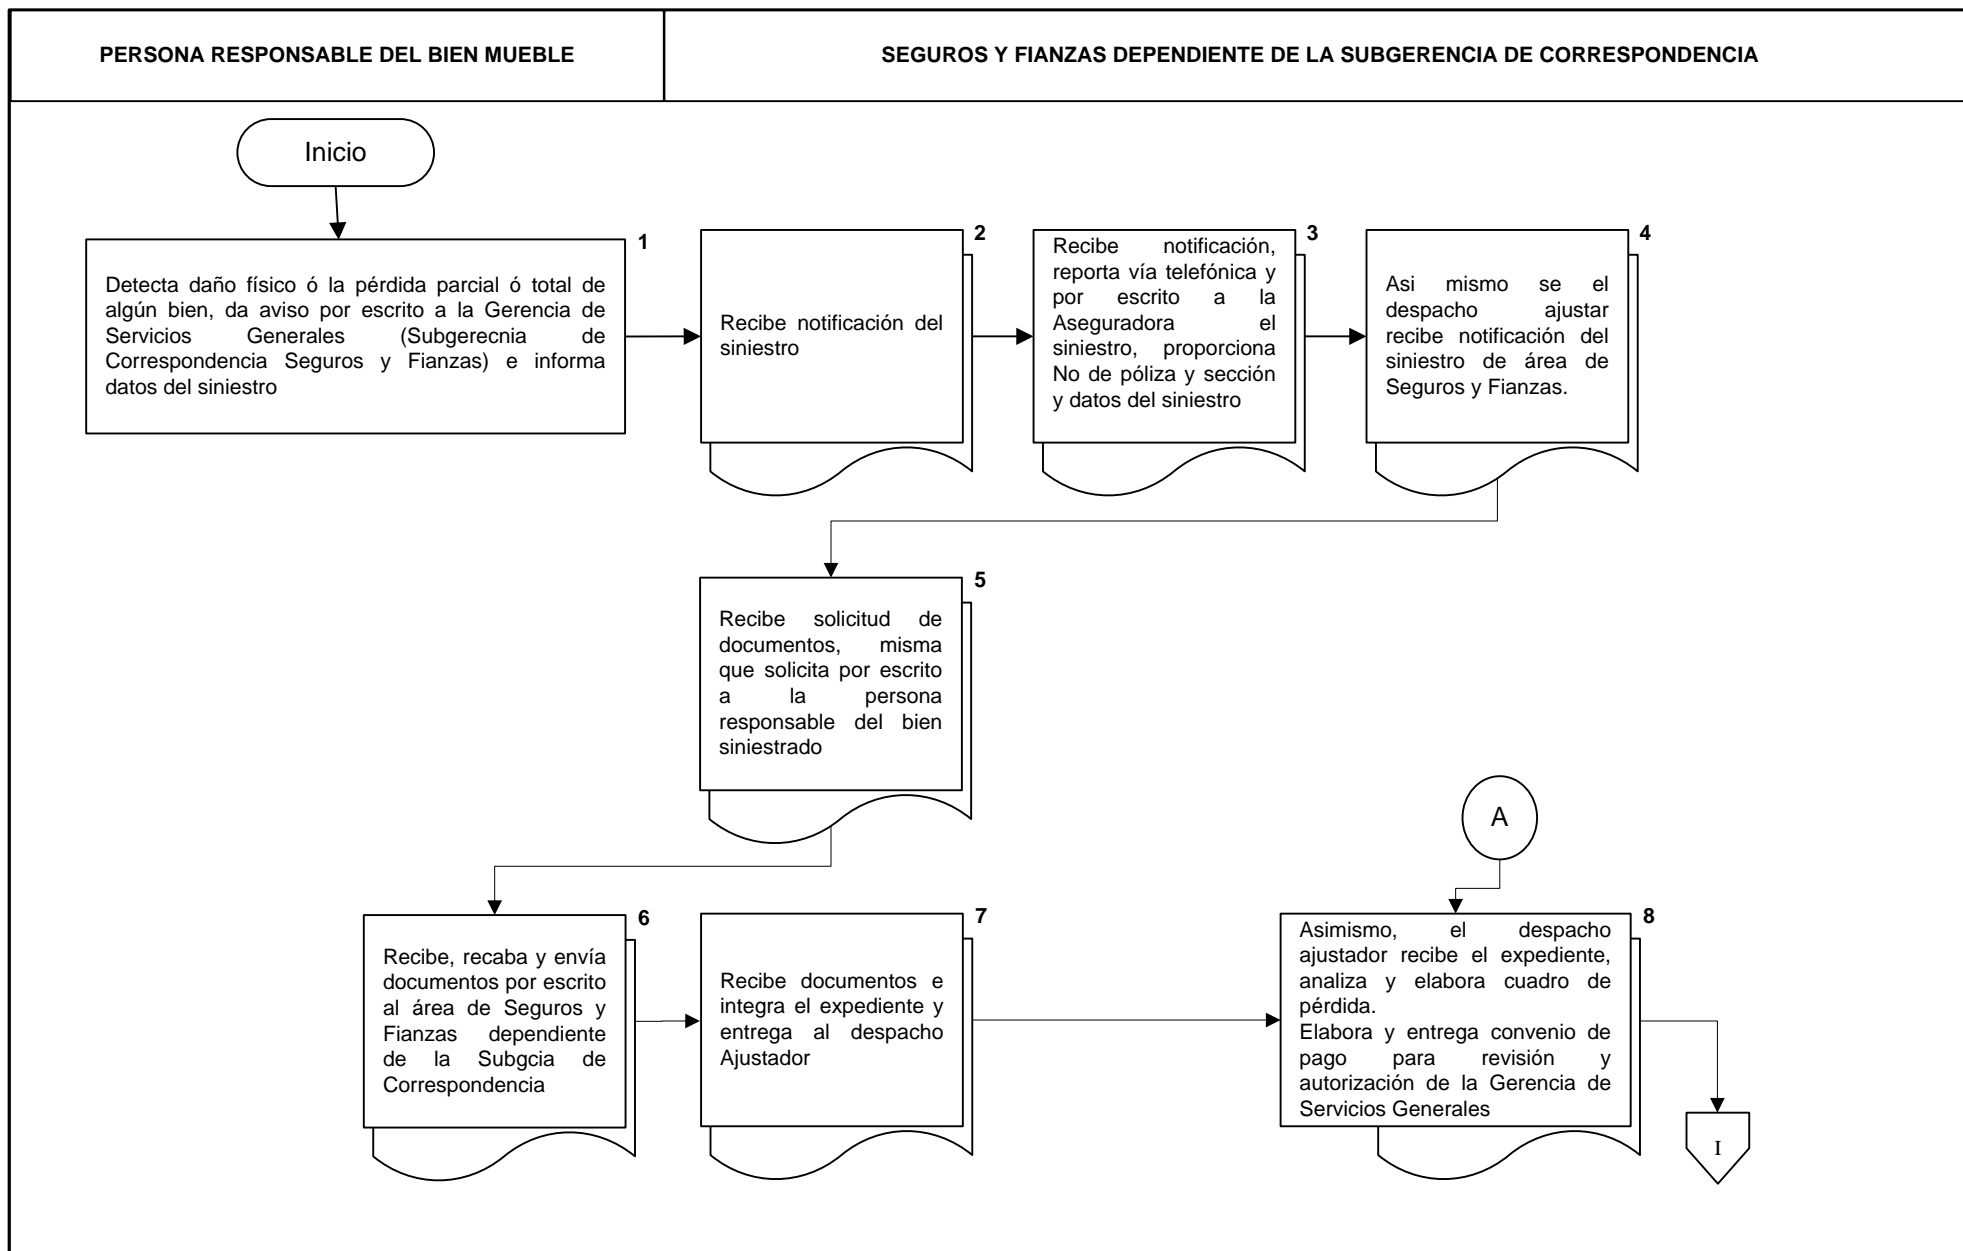 PERSONA RESPONSABLE DEL BIEN MUEBLE
SEGUROS Y FIANZAS DEPENDIENTE DE LA SUBGERENCIA DE CORRESPONDENCIA
Inicio
1
Detecta daño físico ó la pérdida parcial ó total de
algún bien, da aviso por escrito a la Gerencia de
Servicios Generales (Subgerecnia de
Correspondencia Seguros y Fianzas) e informa
datos del siniestro
2
Recibe notificación del
siniestro
3
Recibe notificación,
reporta vía telefónica y
por escrito a la
Aseguradora el
siniestro, proporciona
No de póliza y sección
y datos del siniestro
4
Asi mismo se el
despacho ajustar
recibe notificación del
siniestro de área de
Seguros y Fianzas.
5
Recibe solicitud de
documentos, misma
que solicita por escrito
a la persona
responsable del bien
siniestrado
6
Recibe, recaba y envía
documentos por escrito
al área de Seguros y
Fianzas dependiente
de la Subgcia de
Correspondencia
7
Recibe documentos e
integra el expediente y
entrega al despacho
Ajustador
A
8
Asimismo, el despacho
ajustador recibe el expediente,
analiza y elabora cuadro de
pérdida.
Elabora y entrega convenio de
pago para revisión y
autorización de la Gerencia de
Servicios Generales
I